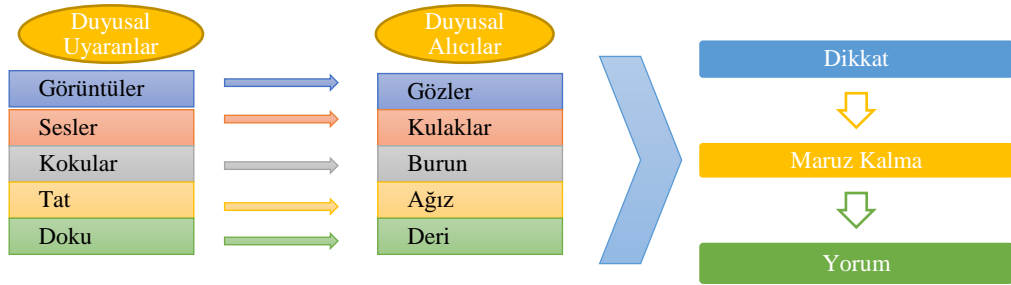 Duyusal
Uyaranlar
Duyusal
Alıcılar
Görüntüler
Gözler
Dikkat
Sesler
Kulaklar
Kokular
Burun
Maruz Kalma
Tat
Ağız
Doku
Deri
Yorum